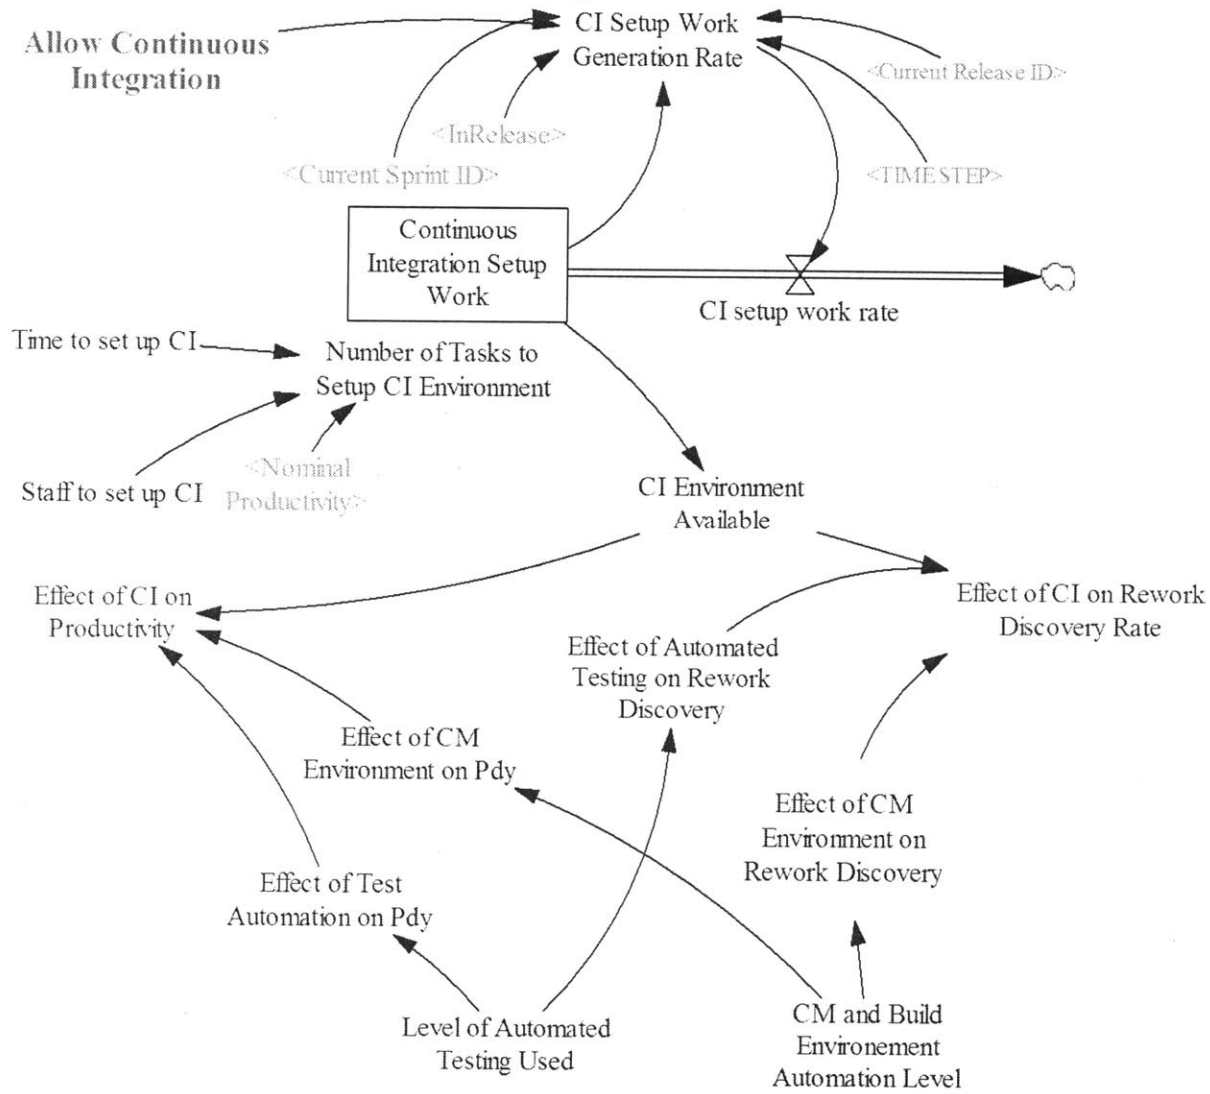 Allow Continuous
Integration
CI Setup Work
Generation Rate
<Current Release ID>
<InRelease>
<Current Sprint ID>
<TIME STEP>
Continuous
Integration Setup
Work
CI setup work rate
Time to set up CI
Number of Tasks to
Setup CI Environment
Staff to set up CI
<Nominal
Productivity>
CI Environment
Available
Effect of CI on
Productivity
Effect of CI on Rework
Discovery Rate
Effect of Automated
Testing on Rework
Discovery
Effect of CM
Environment on Pdy
Effect of CM
Environment on
Rework Discovery
Effect of Test
Automation on Pdy
Level of Automated
Testing Used
CM and Build
Environement
Automation Level